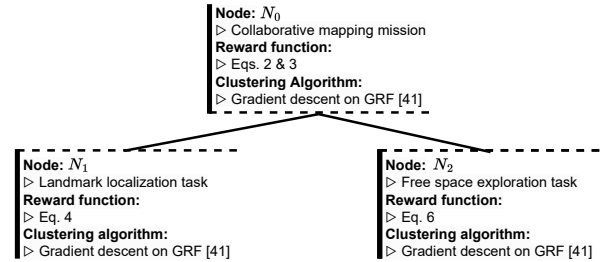 Node: N₀
▷ Collaborative mapping mission
Reward function:
▷ Eqs. 2 & 3
Clustering Algorithm:
▷ Gradient descent on GRF [41]
Node: N₁
▷ Landmark localization task
Reward function:
▷ Eq. 4
Clustering algorithm:
▷ Gradient descent on GRF [41]
Node: N₂
▷ Free space exploration task
Reward function:
▷ Eq. 6
Clustering algorithm:
▷ Gradient descent on GRF [41]